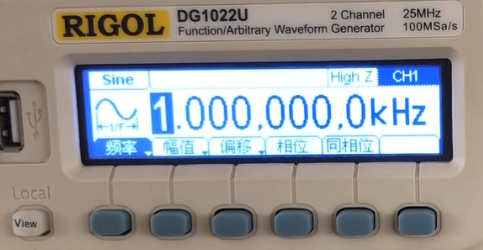 RIGOL
DG1022U 2 Channel 25MHz
Function/Arbitrary Waveform Generator 100MSa/s
Sine High Z CH1
1.000,000,0kHz
1/F
频率 幅值 偏移 相位 同相位
Local
View